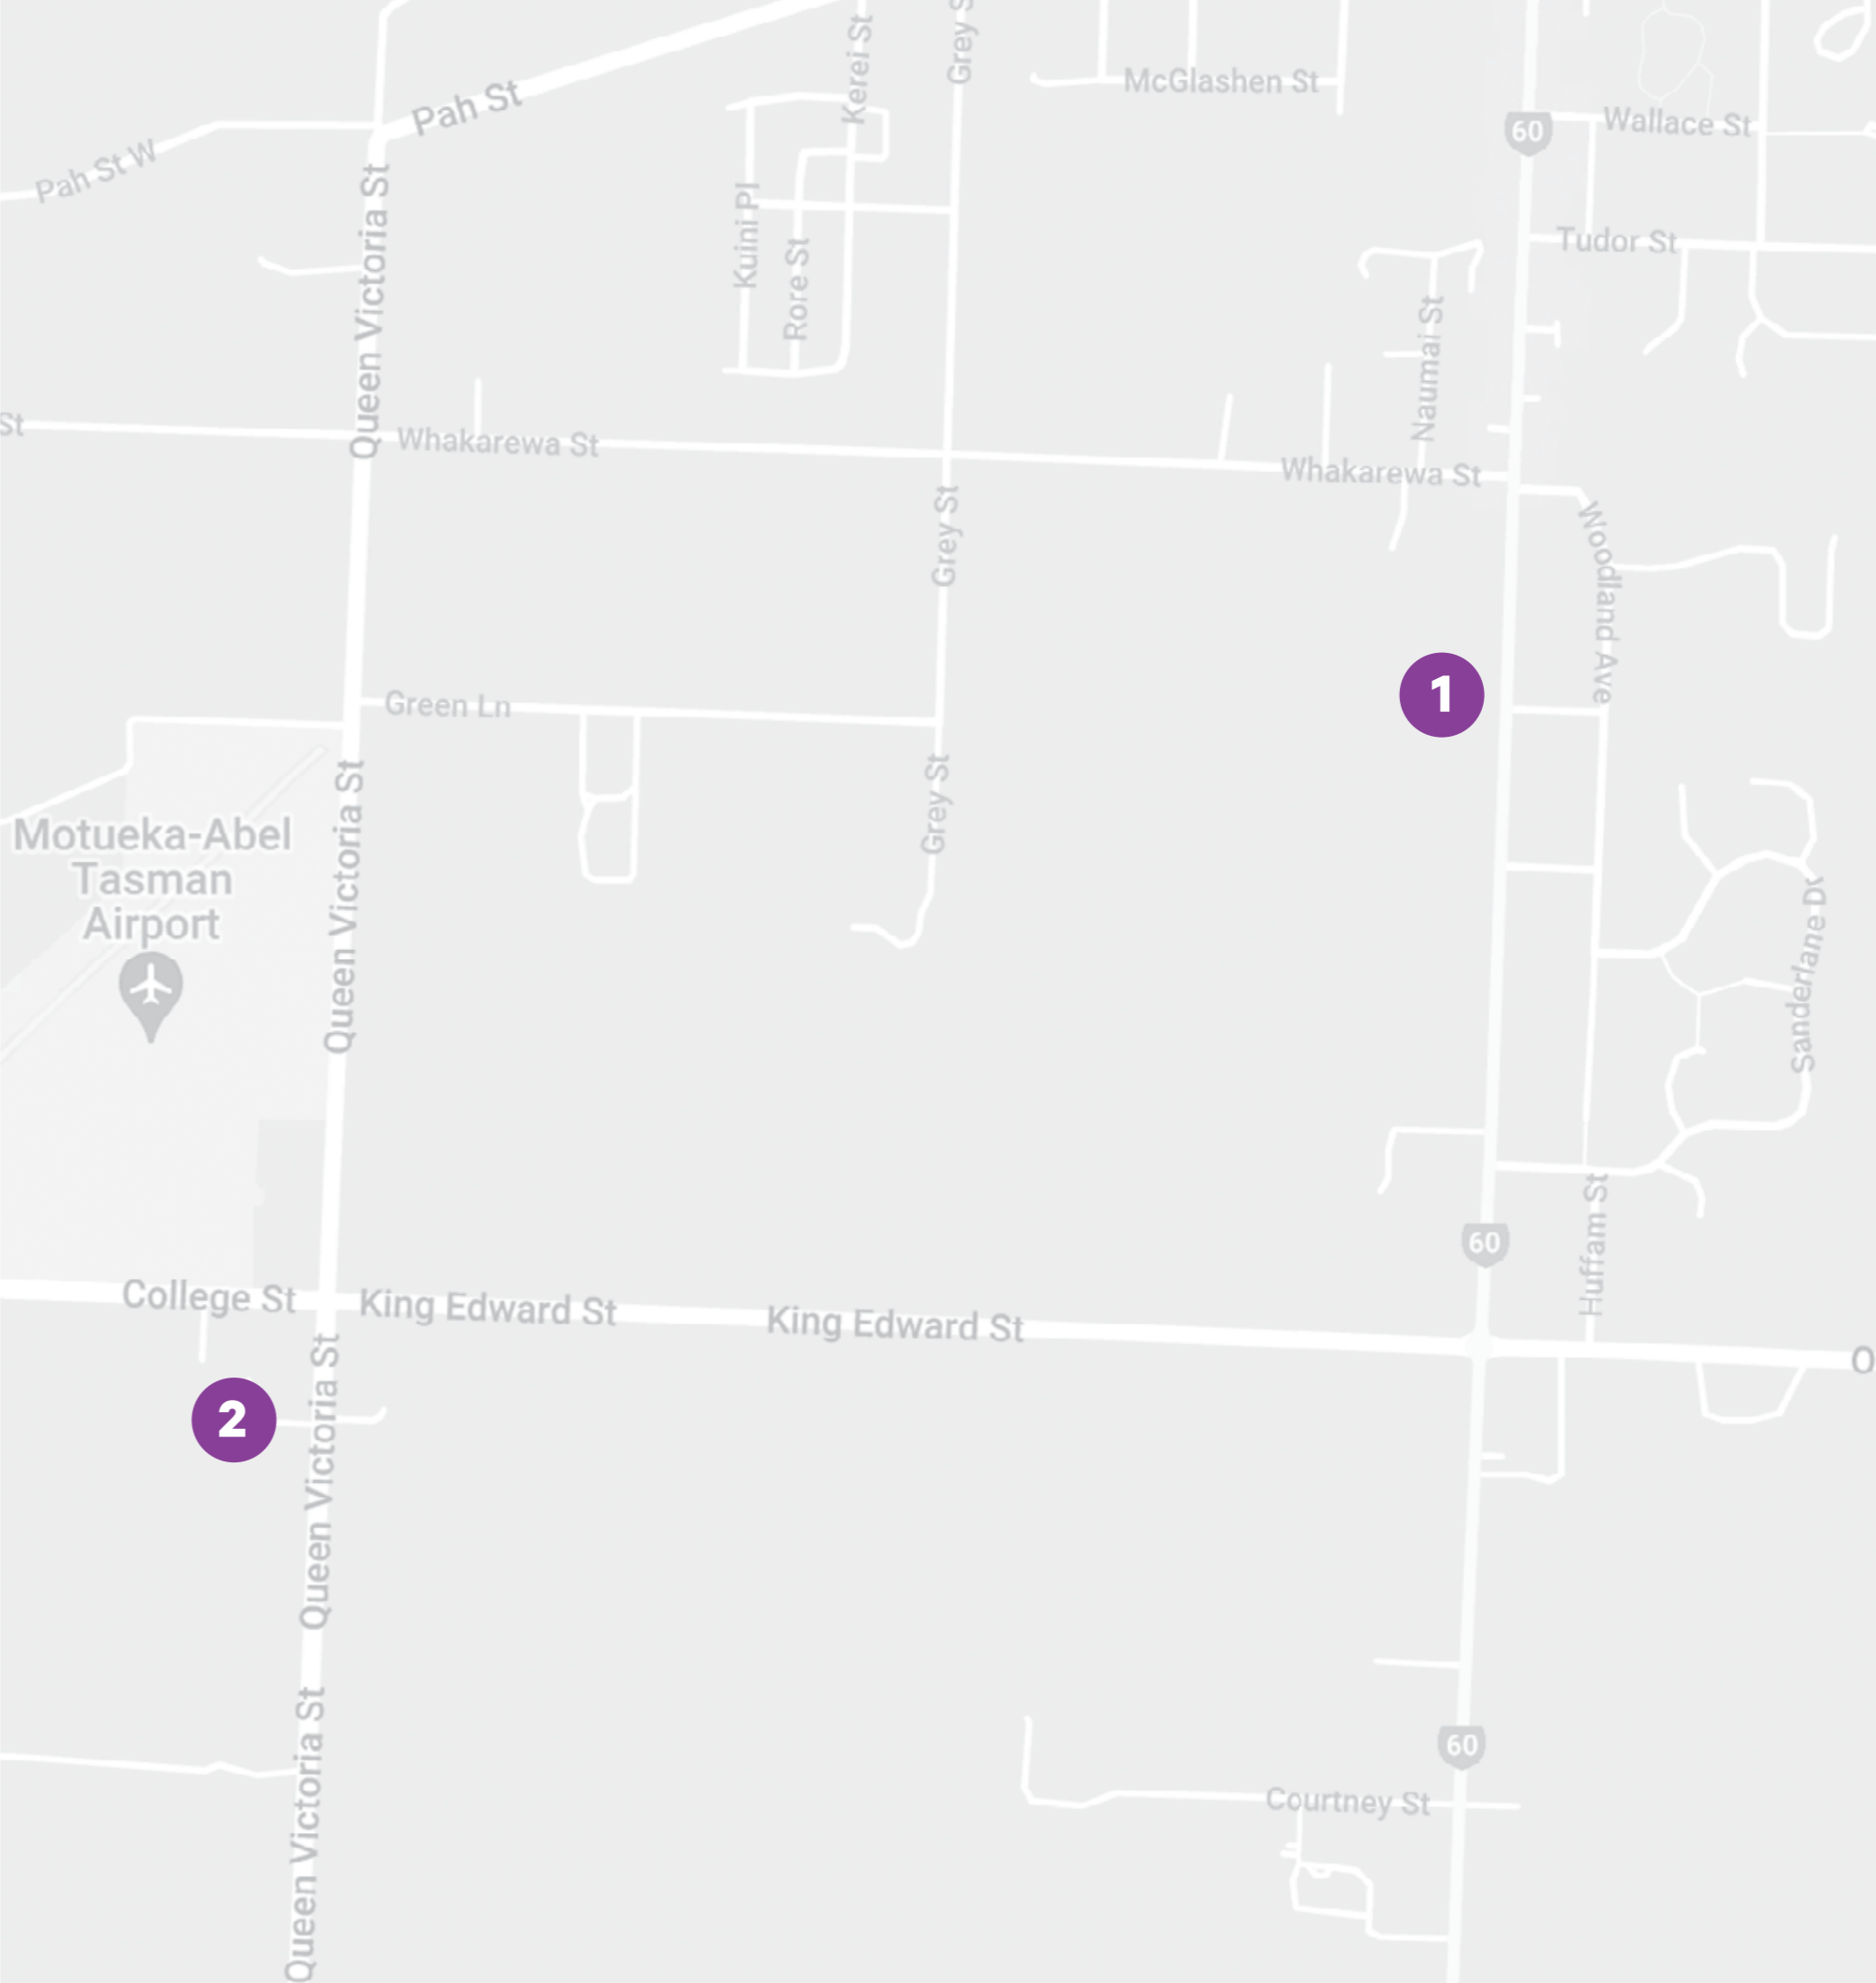 Kerei St
Grey S
McGlashen St
Pah St
60
Wallace St
Pah St W
Queen Victoria St
Kuini Pl
Rore St
Tudor St
Naumai St
St
Whakarewa St
Whakarewa St
Grey St
Woodland Ave
1
Green Ln
Queen Victoria St
Grey St
Motueka-Abel
Tasman
Airport
Sanderlane Dr
60
Huffam St
College St
King Edward St
King Edward St
O
Queen Victoria St
2
Queen Victoria St
60
Courtney St